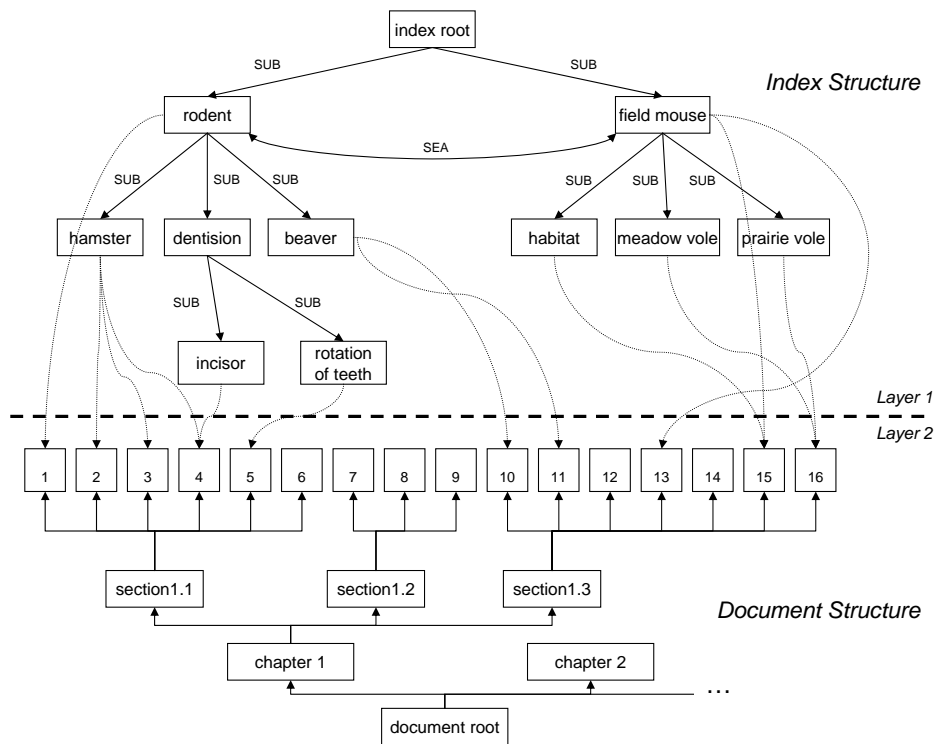 index root
SUB
SUB
Index Structure
rodent
field mouse
SEA
SUB
SUB
SUB
SUB
SUB
SUB
hamster
dentision
beaver
habitat
meadow vole
prairie vole
SUB
SUB
incisor
rotation
of teeth
Layer 1
Layer 2
1 2 3 4 5 6 7 8 9 10 11 12 13 14 15 16
section1.1
section1.2
section1.3
Document Structure
chapter 1
chapter 2
...
document root